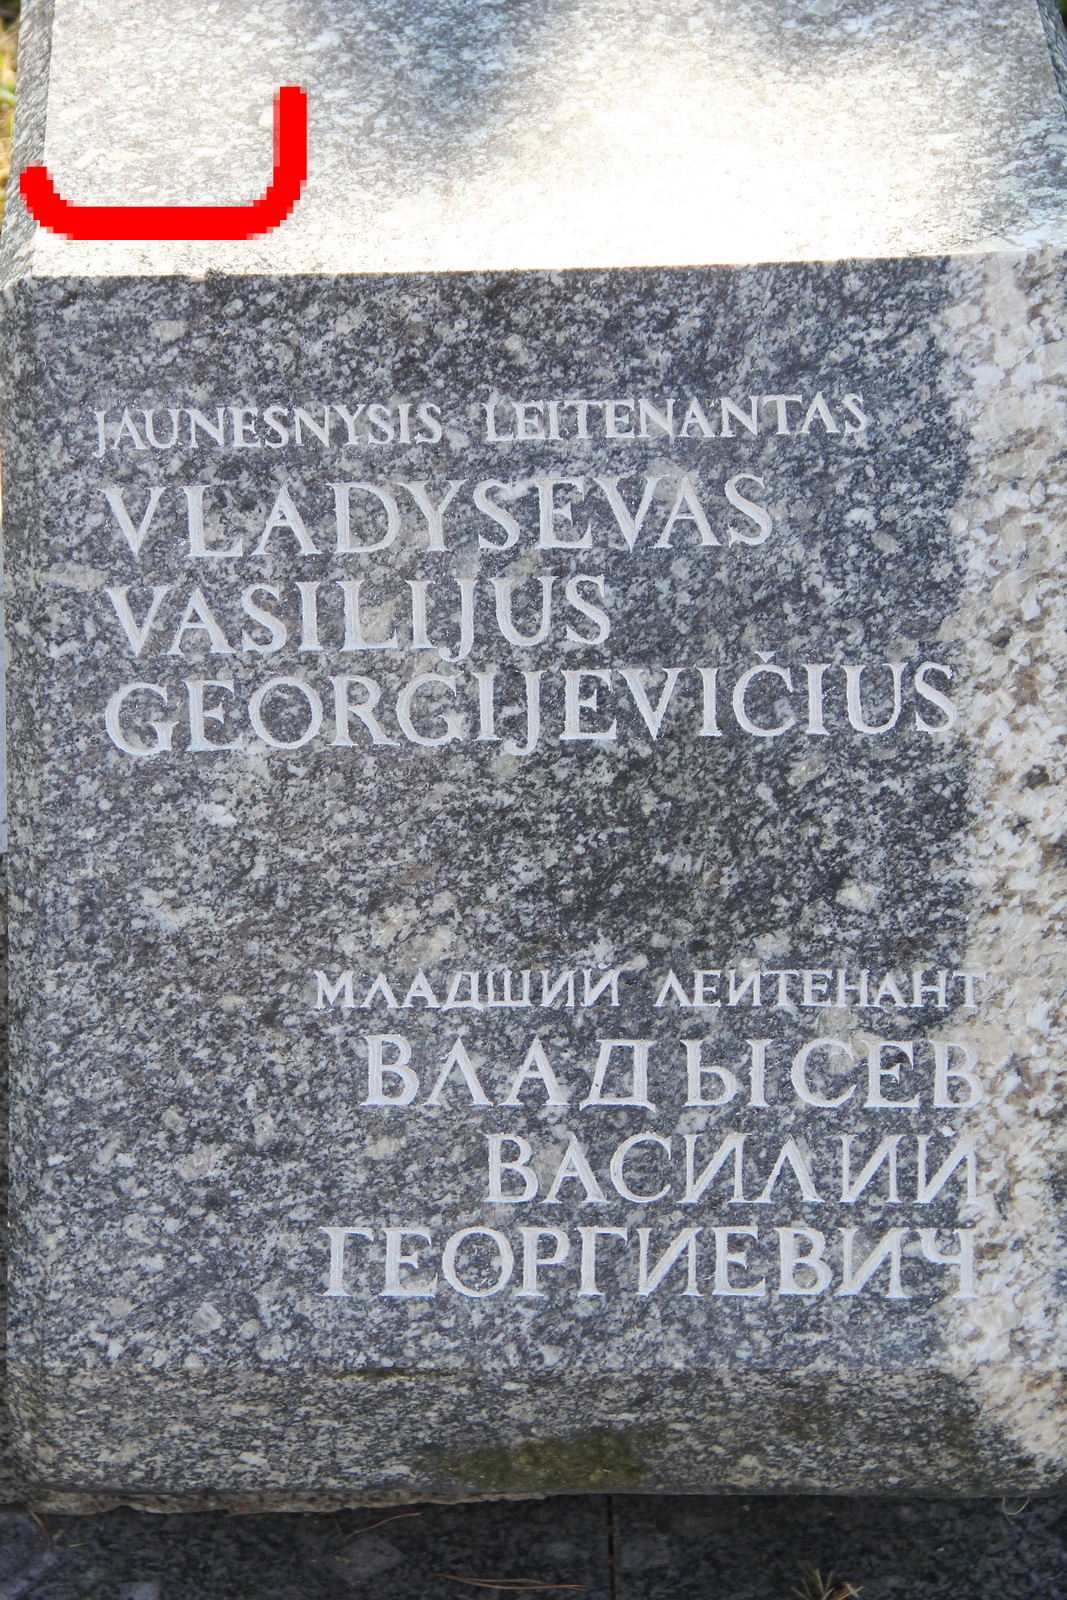 JAUNESNYSIS LEITENANTAS
VLADYSEVAS
VASILIJUS
GEORGIJEVIČIUS
МЛАДШИЙ ЛЕЙТЕНАНТ
ВЛАДЫСЕВ
ВАСИЛИЙ
ГЕОРГИЕВИЧ